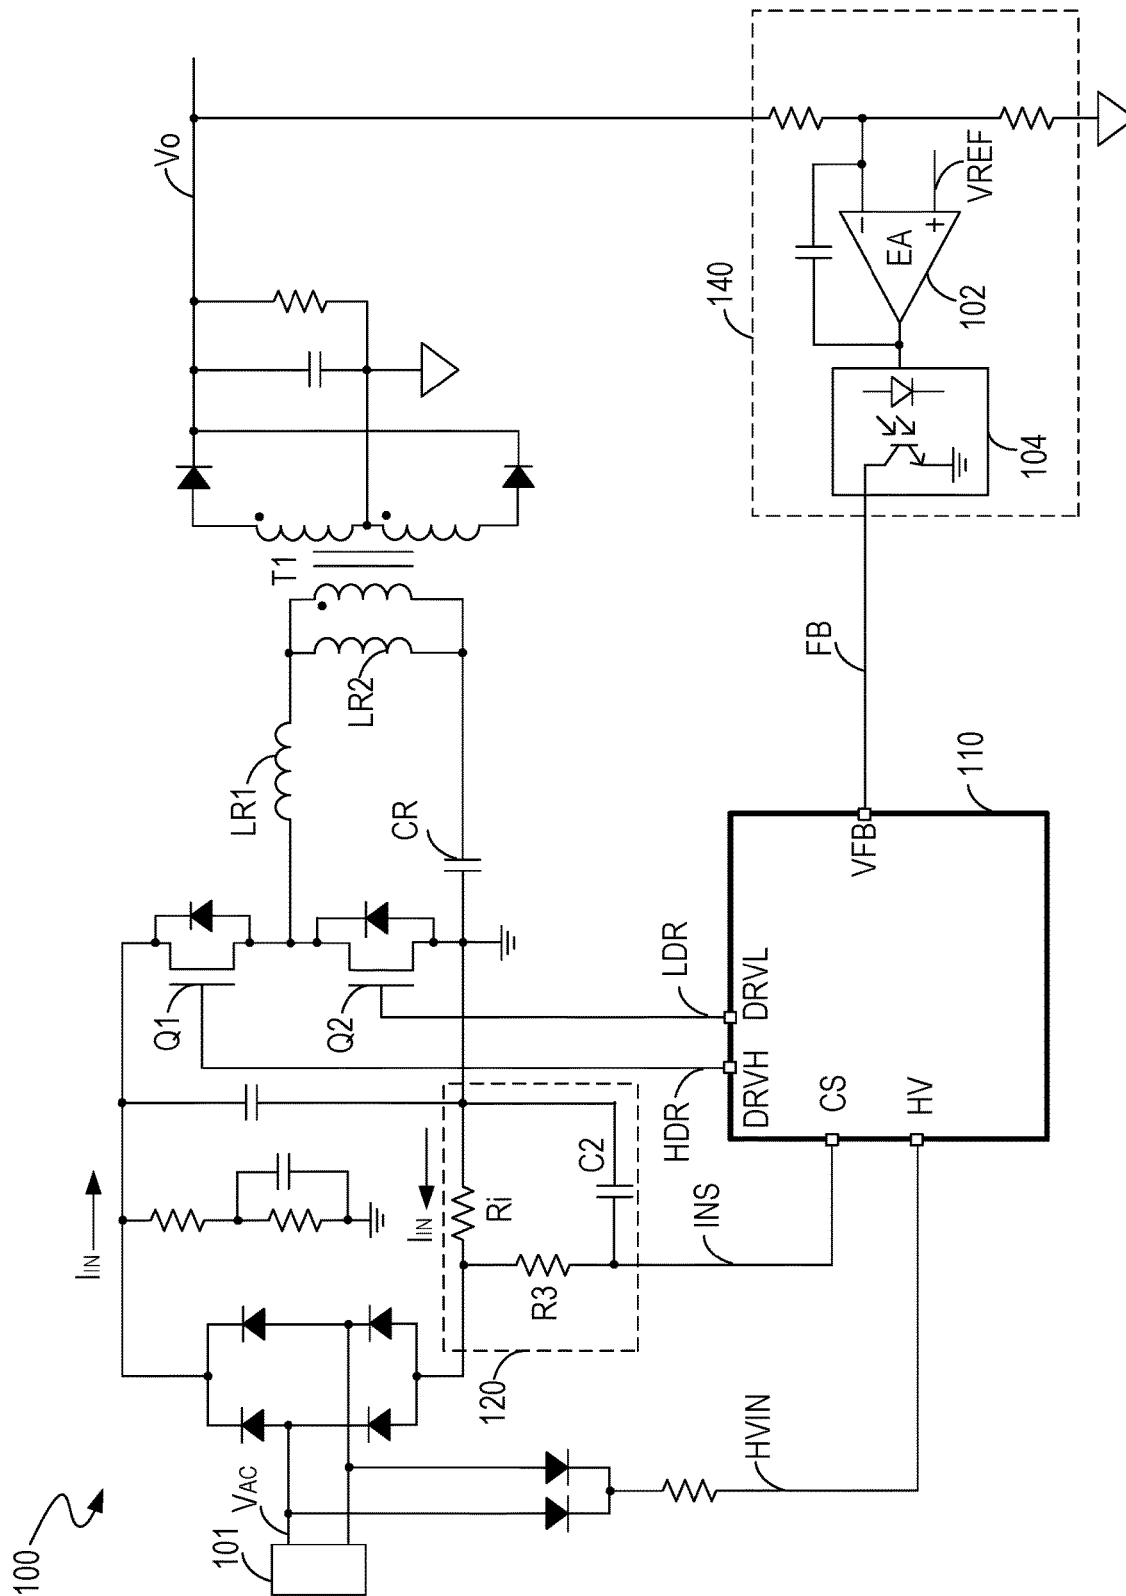 100
101
VAC
IIN
IIN
120
Ri
R3
C2
INS
HVIN
HDR
LDR
Q1
Q2
LR1
LR2
CR
T1
Vo
110
DRVH
DRVL
CS
HV
VFB
FB
140
104
102
EA
−
+
VREF